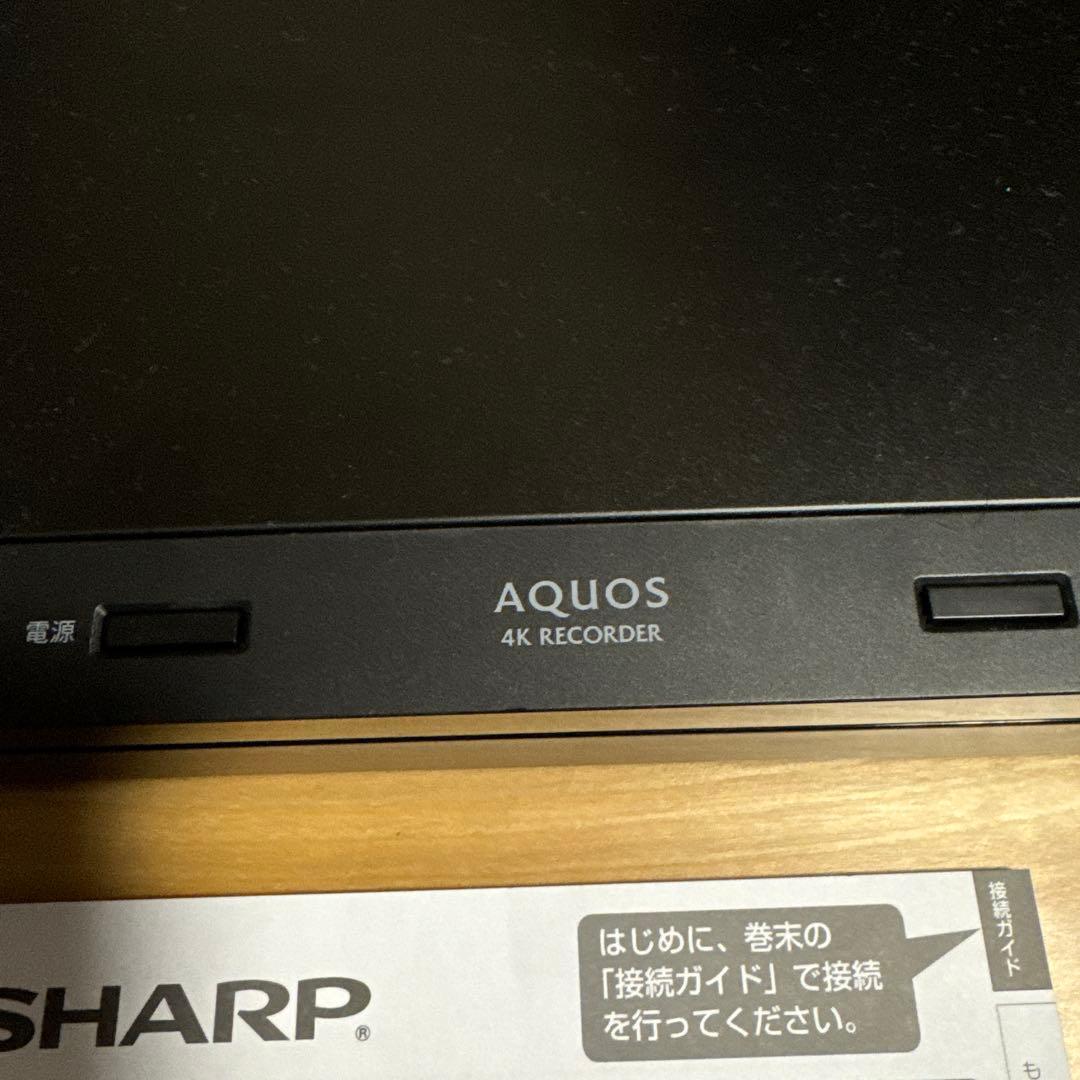 電源
AQUOS
4K RECORDER
SHARP®
はじめに、巻末の
「接続ガイド」で接続
を行ってください。
接続ガイド
も